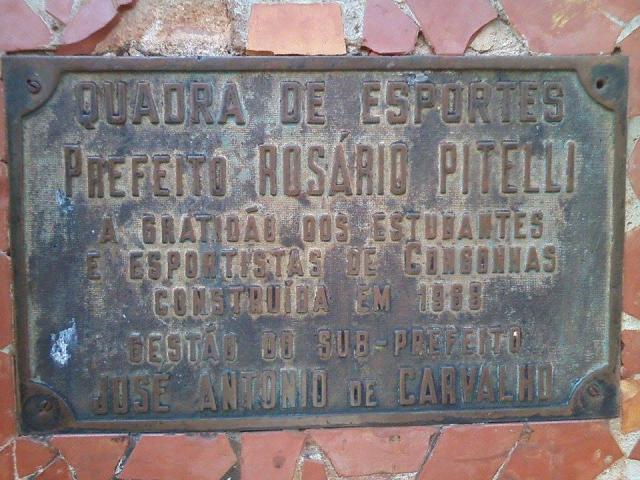 QUADRA DE ESPORTES
PREFEITO ROSÁRIO PITELLI
A GRATIDÃO DOS ESTUDANTES
E ESPORTISTAS DE CONGONHAS
CONSTRUÍDA EM 1968
GESTÃO DO SUB-PREFEITO
JOSÉ ANTONIO DE CARVALHO